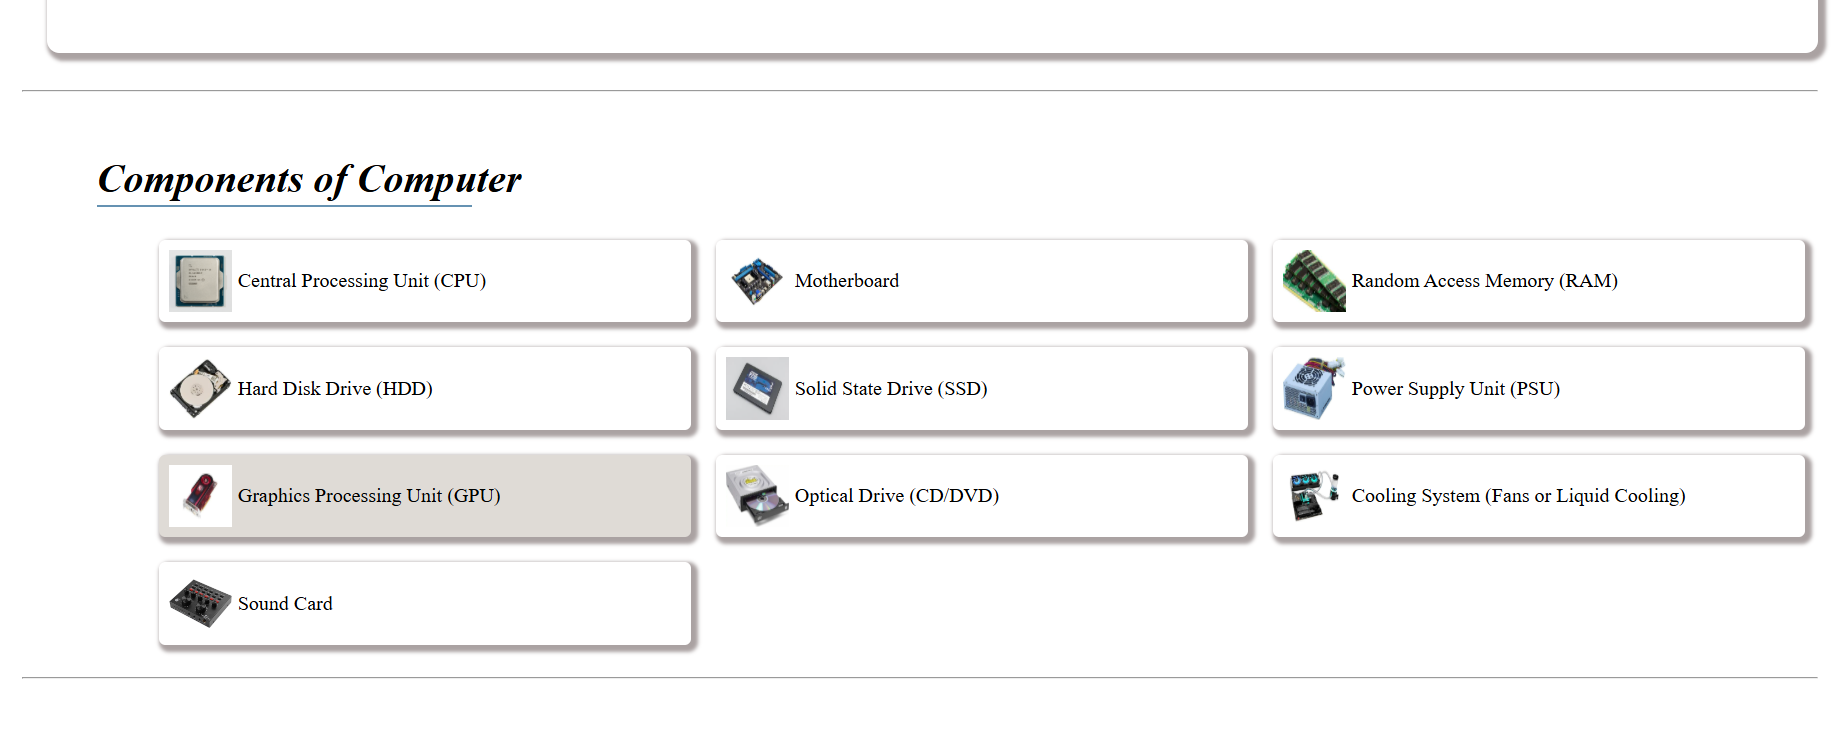 Components of Computer
Central Processing Unit (CPU)
Motherboard
Random Access Memory (RAM)
Hard Disk Drive (HDD)
Solid State Drive (SSD)
Power Supply Unit (PSU)
Graphics Processing Unit (GPU)
Optical Drive (CD/DVD)
Cooling System (Fans or Liquid Cooling)
Sound Card